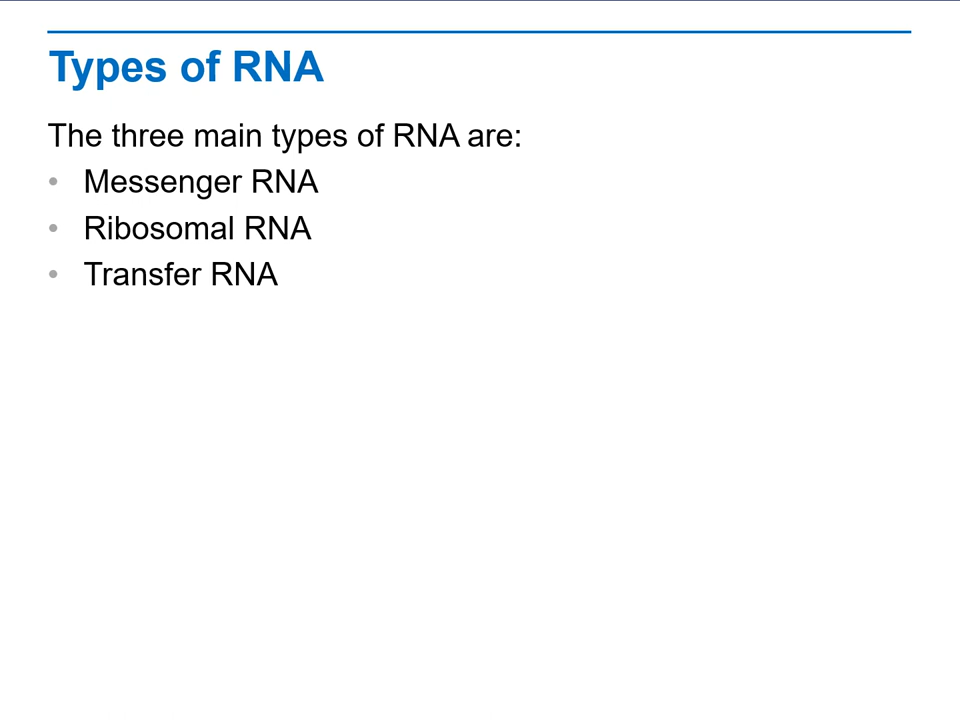 Types of RNA
The three main types of RNA are:
• Messenger RNA
• Ribosomal RNA
• Transfer RNA